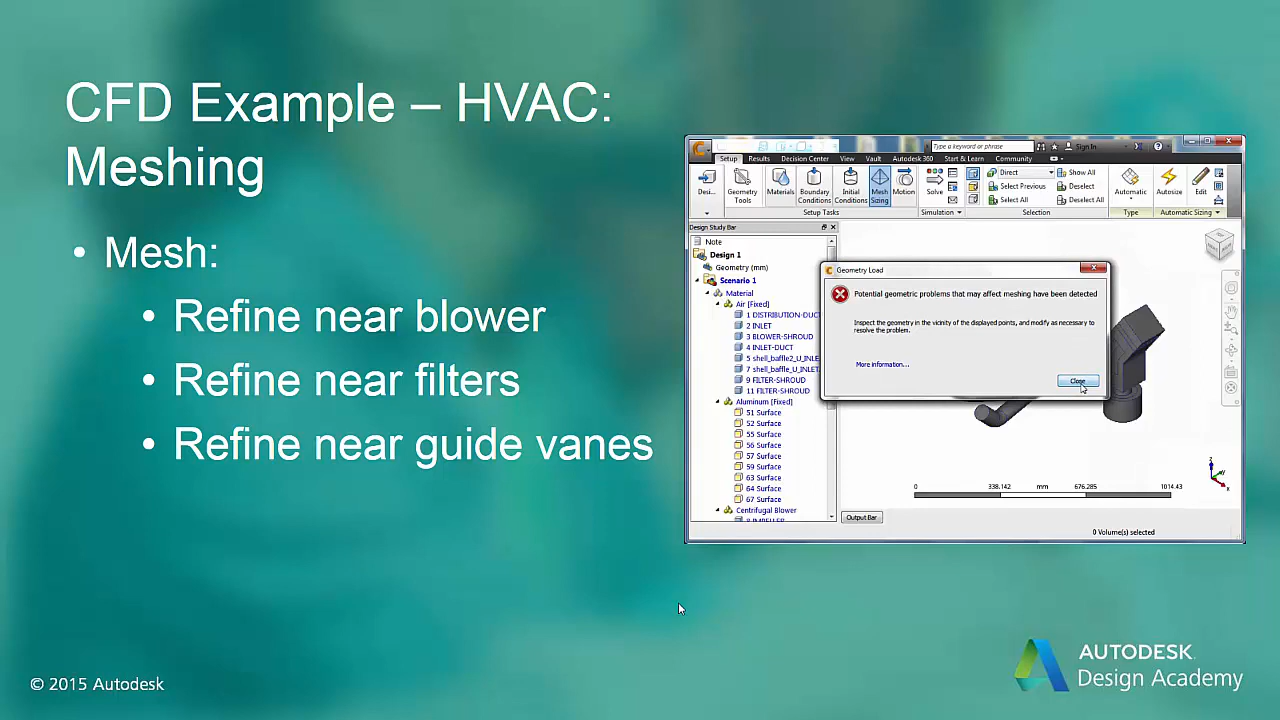 CFD Example – HVAC:
Meshing
• Mesh:
• Refine near blower
• Refine near filters
• Refine near guide vanes
Type a keyword or phrase
Sign In
Setup Results Decision Center View Vault Autodesk 360 Start & Learn Community
Desi...
Geometry Tools
Materials
Boundary Conditions
Initial Conditions
Mesh Sizing
Motion
Solve
Direct
Select Previous
Select All
Show All
Deselect
Deselect All
Automatic
Autosize
Edit
Setup Tasks
Simulation
Selection
Type
Automatic Sizing
Design Study Bar
Note
Design 1
Geometry (mm)
Scenario 1
Material
Air [Fixed]
1 DISTRIBUTION-DUCT
2 INLET
3 BLOWER-SHROUD
4 INLET-DUCT
5 shell_baffle2_U_INLE
7 shell_baffle_U_INLET
9 FILTER-SHROUD
11 FILTER-SHROUD
Aluminum [Fixed]
51 Surface
52 Surface
55 Surface
56 Surface
57 Surface
59 Surface
63 Surface
64 Surface
67 Surface
Centrifugal Blower
8 IMPELLER
Geometry Load
Potential geometric problems that may affect meshing have been detected
Inspect the geometry in the vicinity of the displayed points, and modify as necessary to
resolve the problem.
More information...
Close
z
y
x
0 338.142 mm 676.285 1014.43
Output Bar
0 Volume(s) selected
AUTODESK.
Design Academy
© 2015 Autodesk